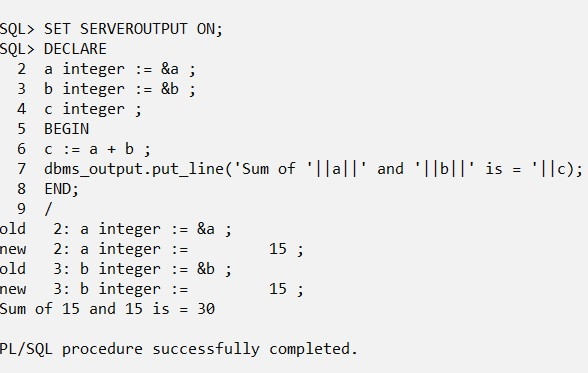 SQL> SET SERVEROUTPUT ON;
SQL> DECLARE
  2  a integer := &a ;
  3  b integer := &b ;
  4  c integer ;
  5  BEGIN
  6  c := a + b ;
  7  dbms_output.put_line('Sum of '||a||' and '||b||' is = '||c);
  8  END;
  9  /
old   2: a integer := &a ;
new   2: a integer :=         15 ;
old   3: b integer := &b ;
new   3: b integer :=         15 ;
Sum of 15 and 15 is = 30
PL/SQL procedure successfully completed.